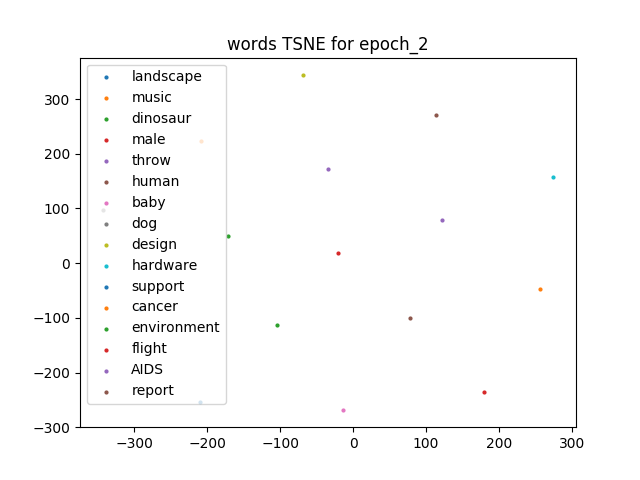 words TSNE for epoch_2
landscape
music
dinosaur
male
throw
human
baby
dog
design
hardware
support
cancer
environment
flight
AIDS
report
300
200
100
0
−100
−200
−300
−300 −200 −100 0 100 200 300